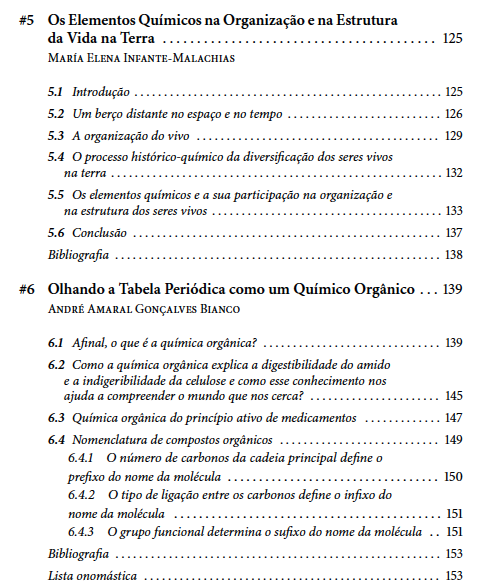 #5 Os Elementos Químicos na Organização e na Estrutura
da Vida na Terra . . . . . . . . . . . . . . . . . . . . . . . . . . . . . . . . . . . 125
María Elena Infante-Malachias
5.1 Introdução . . . . . . . . . . . . . . . . . . . . . . . . . . . . . . . . . . . . . . . . . . . . 125
5.2 Um berço distante no espaço e no tempo . . . . . . . . . . . . . . . . . . . . . . 126
5.3 A organização do vivo . . . . . . . . . . . . . . . . . . . . . . . . . . . . . . . . . . . 129
5.4 O processo histórico-químico da diversificação dos seres vivos
na terra . . . . . . . . . . . . . . . . . . . . . . . . . . . . . . . . . . . . . . . . . . . . . . . 132
5.5 Os elementos químicos e a sua participação na organização e
na estrutura dos seres vivos . . . . . . . . . . . . . . . . . . . . . . . . . . . . . . . . . 133
5.6 Conclusão . . . . . . . . . . . . . . . . . . . . . . . . . . . . . . . . . . . . . . . . . . . . 137
Bibliografia . . . . . . . . . . . . . . . . . . . . . . . . . . . . . . . . . . . . . . . . . . . . . . . 138
#6 Olhando a Tabela Periódica como um Químico Orgânico . . . 139
André Amaral Gonçalves Bianco
6.1 Afinal, o que é a química orgânica? . . . . . . . . . . . . . . . . . . . . . . . . . 139
6.2 Como a química orgânica explica a digestibilidade do amido
e a indigeribilidade da celulose e como esse conhecimento nos
ajuda a compreender o mundo que nos cerca? . . . . . . . . . . . . . . . . . . 145
6.3 Química orgânica do princípio ativo de medicamentos . . . . . . . . . . 147
6.4 Nomenclatura de compostos orgânicos . . . . . . . . . . . . . . . . . . . . . . . 149
6.4.1 O número de carbonos da cadeia principal define o
prefixo do nome da molécula . . . . . . . . . . . . . . . . . . . . . . . . . . . . . . 150
6.4.2 O tipo de ligação entre os carbonos define o infixo do
nome da molécula . . . . . . . . . . . . . . . . . . . . . . . . . . . . . . . . . . . . . . 151
6.4.3 O grupo funcional determina o sufixo do nome da molécula . . 151
Bibliografia . . . . . . . . . . . . . . . . . . . . . . . . . . . . . . . . . . . . . . . . . . . . . . . 153
Lista onomástica . . . . . . . . . . . . . . . . . . . . . . . . . . . . . . . . . . . . . . . . . . . 153